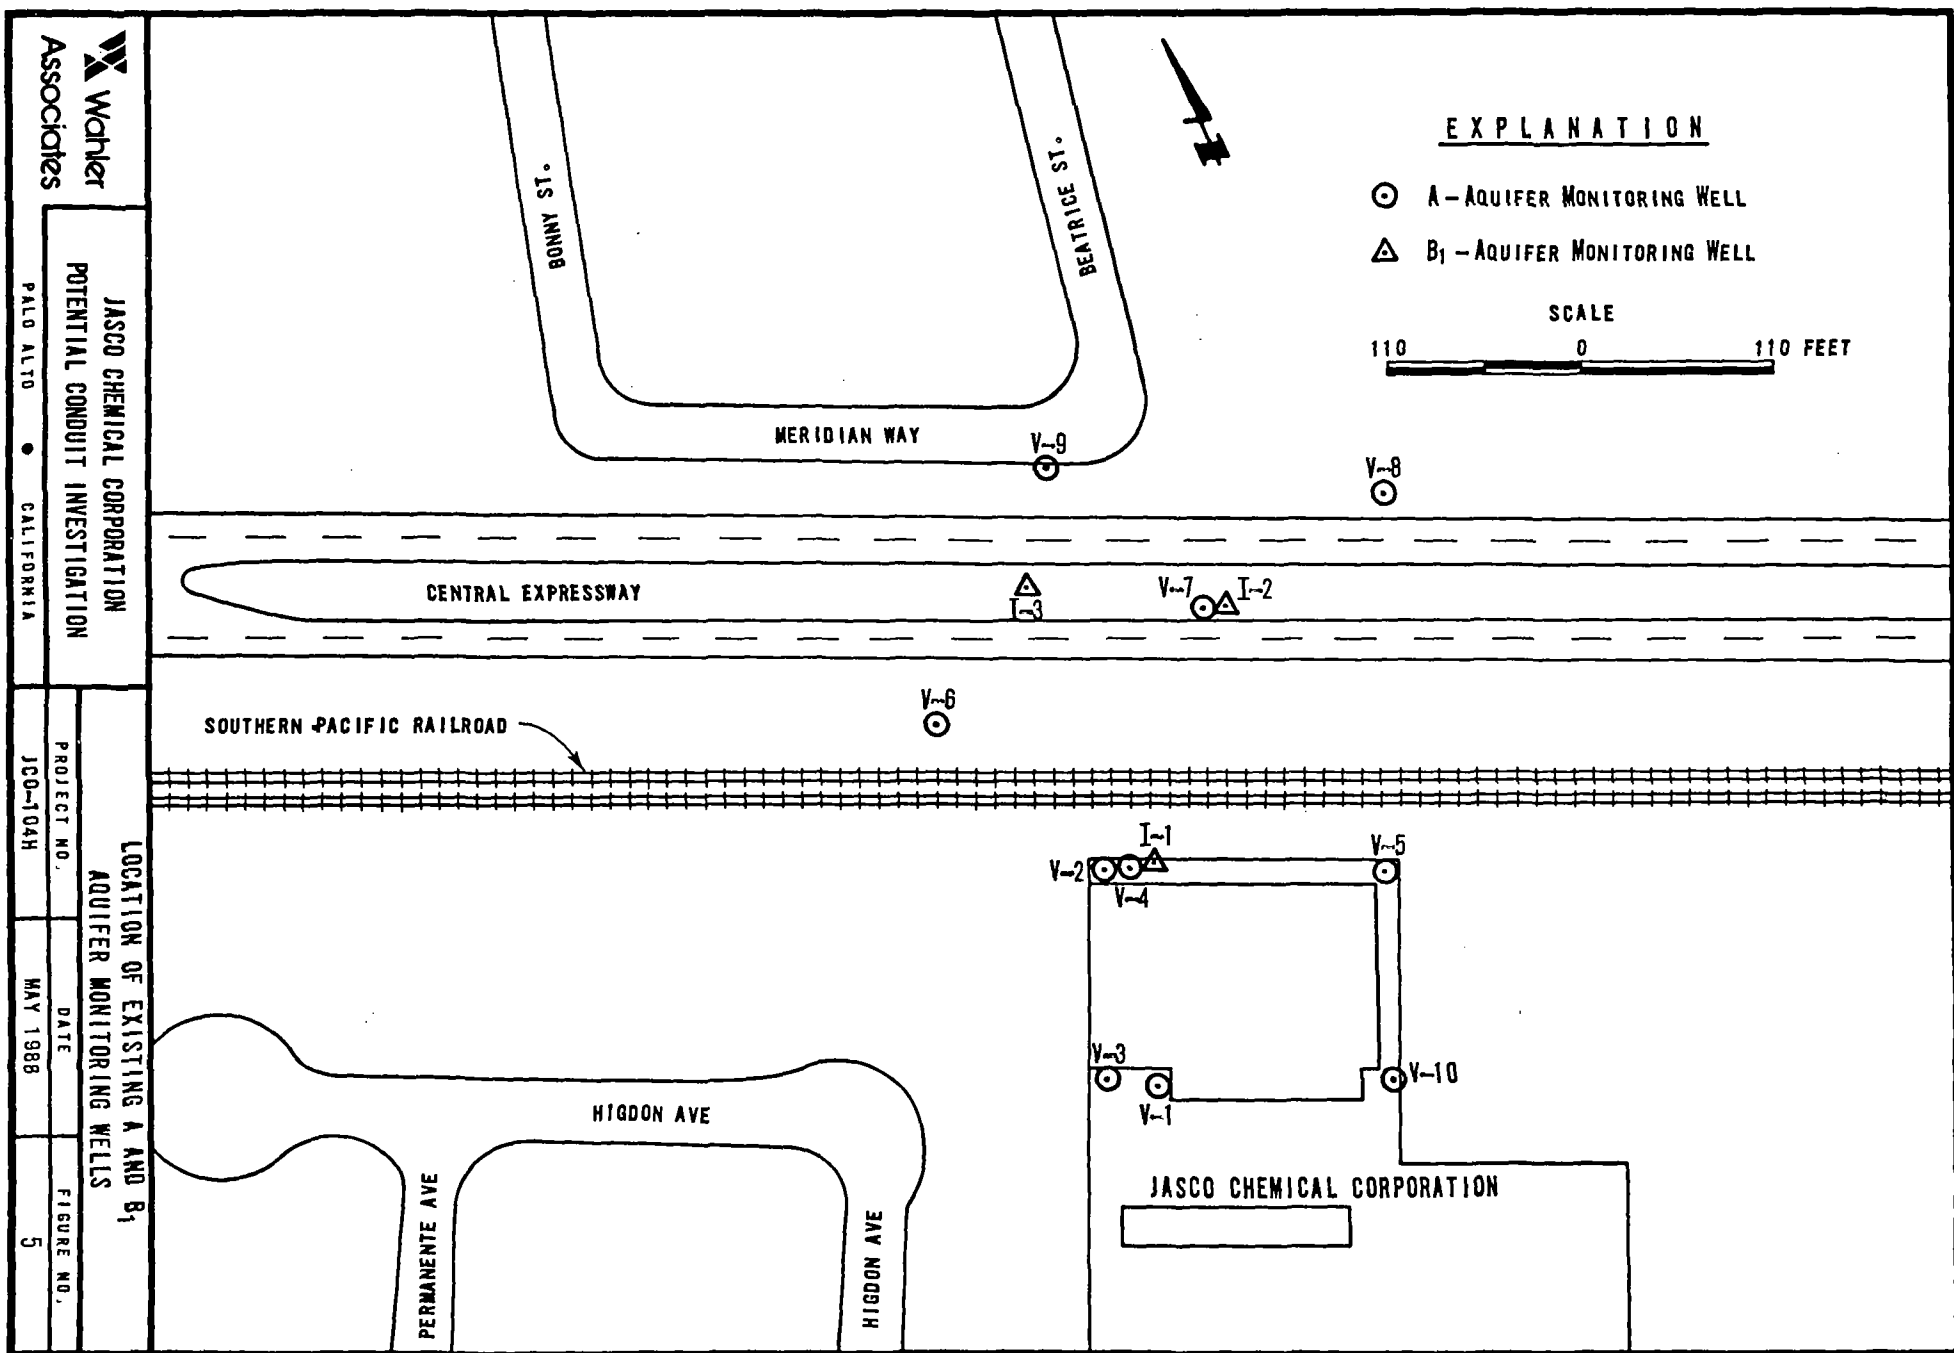 EXPLANATION
A-AQUIFER MONITORING WELL
B1-AQUIFER MONITORING WELL
SCALE
110 0 110 FEET
BONNY ST.
BEATRICE ST.
MERIDIAN WAY
V-9
V-8
CENTRAL EXPRESSWAY
I-3
V-7
I-2
V-6
SOUTHERN PACIFIC RAILROAD
I-1
V-2
V-4
V-5
V-3
V-1
V-10
HIGDON AVE
PERMANENTE AVE
HIGDON AVE
JASCO CHEMICAL CORPORATION
Wahler
Associates
JASCO CHEMICAL CORPORATION
POTENTIAL CONDUIT INVESTIGATION
PALO ALTO ● CALIFORNIA
LOCATION OF EXISTING A AND B1
AQUIFER MONITORING WELLS
PROJECT NO. DATE FIGURE NO.
JCO-104H MAY 1988 5